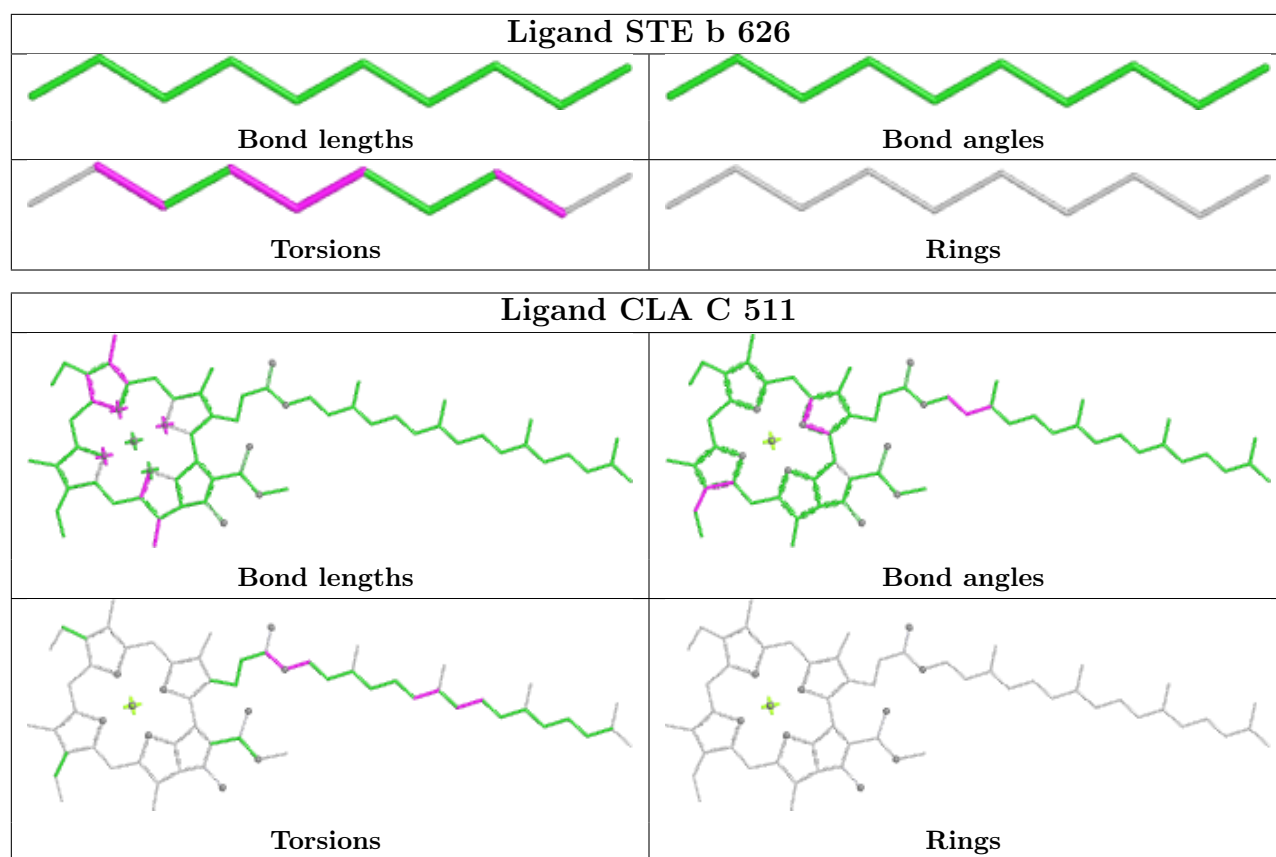 Ligand STE b 626
Bond lengths
Bond angles
Torsions
Rings
Ligand CLA C 511
Bond lengths
Bond angles
Torsions
Rings